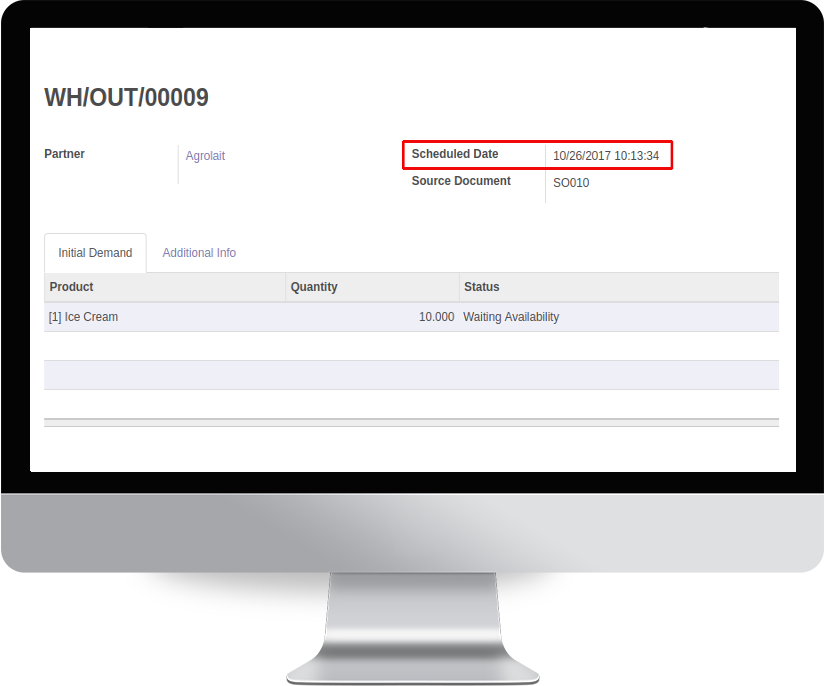 WH/OUT/00009
Partner
Agrolait
Scheduled Date
10/26/2017 10:13:34
Source Document
SO010
Initial Demand
Additional Info
Product Quantity Status
[1] Ice Cream 10.000 Waiting Availability